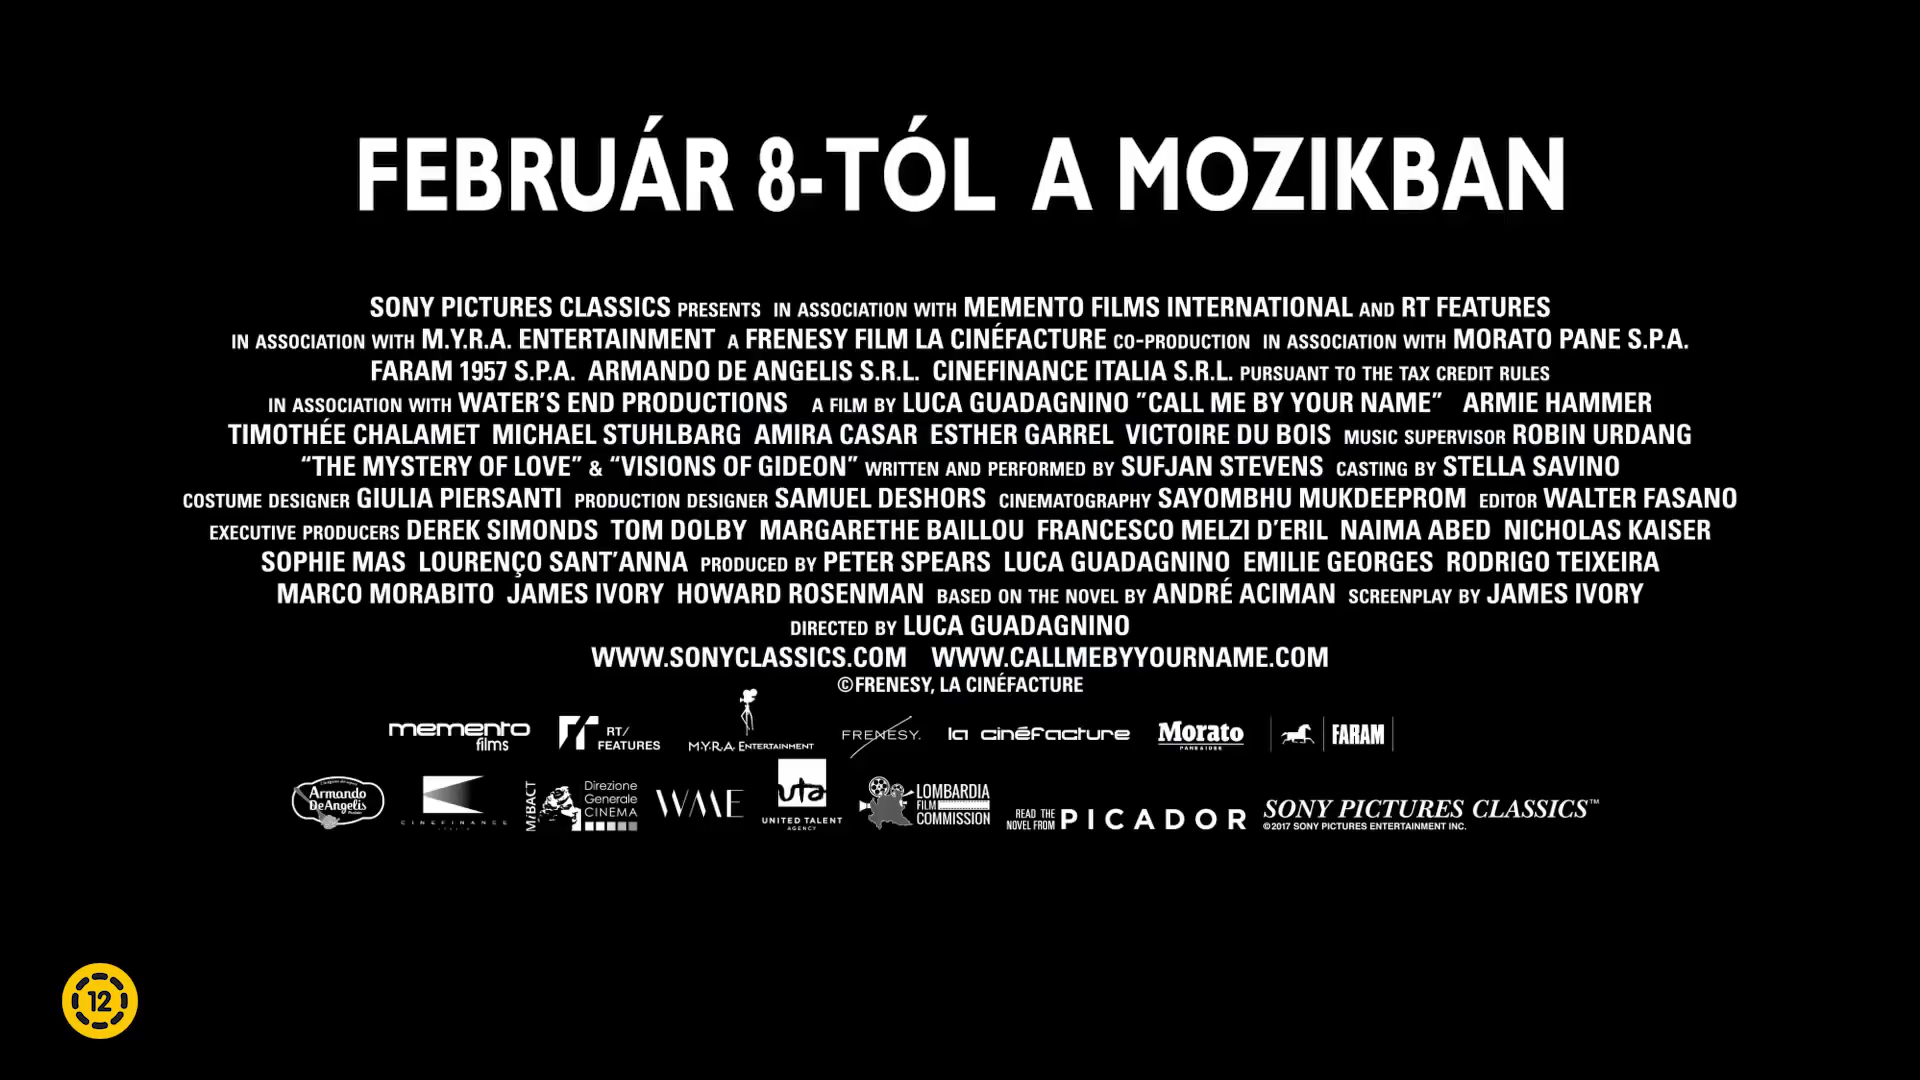 FEBRUÁR 8-TÓL A MOZIKBAN
SONY PICTURES CLASSICS PRESENTS IN ASSOCIATION WITH MEMENTO FILMS INTERNATIONAL AND RT FEATURES
IN ASSOCIATION WITH M.Y.R.A. ENTERTAINMENT A FRENESY FILM LA CINÉFACTURE CO-PRODUCTION IN ASSOCIATION WITH MORATO PANE S.P.A.
FARAM 1957 S.P.A. ARMANDO DE ANGELIS S.R.L. CINEFINANCE ITALIA S.R.L. PURSUANT TO THE TAX CREDIT RULES
IN ASSOCIATION WITH WATER'S END PRODUCTIONS A FILM BY LUCA GUADAGNINO "CALL ME BY YOUR NAME" ARMIE HAMMER
TIMOTHÉE CHALAMET MICHAEL STUHLBARG AMIRA CASAR ESTHER GARREL VICTOIRE DU BOIS MUSIC SUPERVISOR ROBIN URDANG
"THE MYSTERY OF LOVE" & "VISIONS OF GIDEON" WRITTEN AND PERFORMED BY SUFJAN STEVENS CASTING BY STELLA SAVINO
COSTUME DESIGNER GIULIA PIERSANTI PRODUCTION DESIGNER SAMUEL DESHORS CINEMATOGRAPHY SAYOMBHU MUKDEEPROM EDITOR WALTER FASANO
EXECUTIVE PRODUCERS DEREK SIMONDS TOM DOLBY MARGARETHE BAILLOU FRANCESCO MELZI D'ERIL NAIMA ABED NICHOLAS KAISER
SOPHIE MAS LOURENÇO SANT'ANNA PRODUCED BY PETER SPEARS LUCA GUADAGNINO EMILIE GEORGES RODRIGO TEIXEIRA
MARCO MORABITO JAMES IVORY HOWARD ROSENMAN BASED ON THE NOVEL BY ANDRÉ ACIMAN SCREENPLAY BY JAMES IVORY
DIRECTED BY LUCA GUADAGNINO
WWW.SONYCLASSICS.COM WWW.CALLMEBYYOURNAME.COM
©FRENESY, LA CINÉFACTURE
memento films RT/ FEATURES M.Y.R.A. ENTERTAINMENT FRENESY. la cinéfacture Morato PANE & IDEE FARAM
Armando DeAngelis CINEFINANCE ITALIA MiBACT Direzione Generale CINEMA WME uta UNITED TALENT AGENCY LOMBARDIA FILM COMMISSION READ THE NOVEL FROM PICADOR SONY PICTURES CLASSICS™
©2017 SONY PICTURES ENTERTAINMENT INC.
12